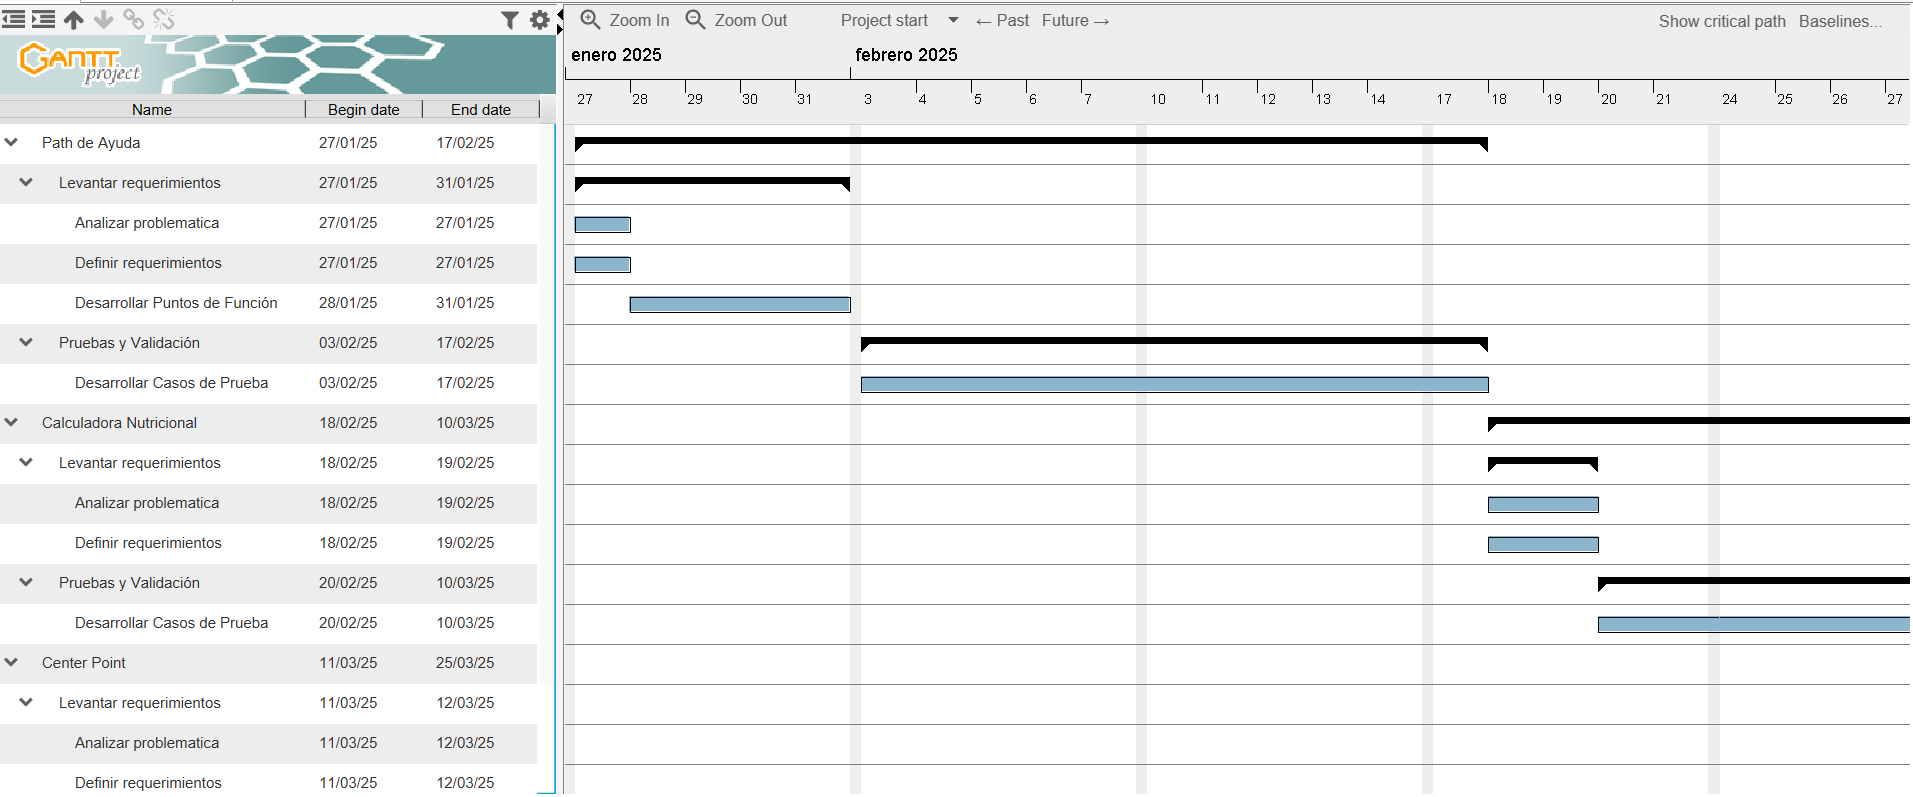 Zoom In Zoom Out Project start ← Past Future → Show critical path Baselines...
GANTT project
enero 2025 febrero 2025
27 28 29 30 31 3 4 5 6 7 10 11 12 13 14 17 18 19 20 21 24 25 26 27
Name Begin date End date
Path de Ayuda 27/01/25 17/02/25
Levantar requerimientos 27/01/25 31/01/25
Analizar problematica 27/01/25 27/01/25
Definir requerimientos 27/01/25 27/01/25
Desarrollar Puntos de Función 28/01/25 31/01/25
Pruebas y Validación 03/02/25 17/02/25
Desarrollar Casos de Prueba 03/02/25 17/02/25
Calculadora Nutricional 18/02/25 10/03/25
Levantar requerimientos 18/02/25 19/02/25
Analizar problematica 18/02/25 19/02/25
Definir requerimientos 18/02/25 19/02/25
Pruebas y Validación 20/02/25 10/03/25
Desarrollar Casos de Prueba 20/02/25 10/03/25
Center Point 11/03/25 25/03/25
Levantar requerimientos 11/03/25 12/03/25
Analizar problematica 11/03/25 12/03/25
Definir requerimientos 11/03/25 12/03/25